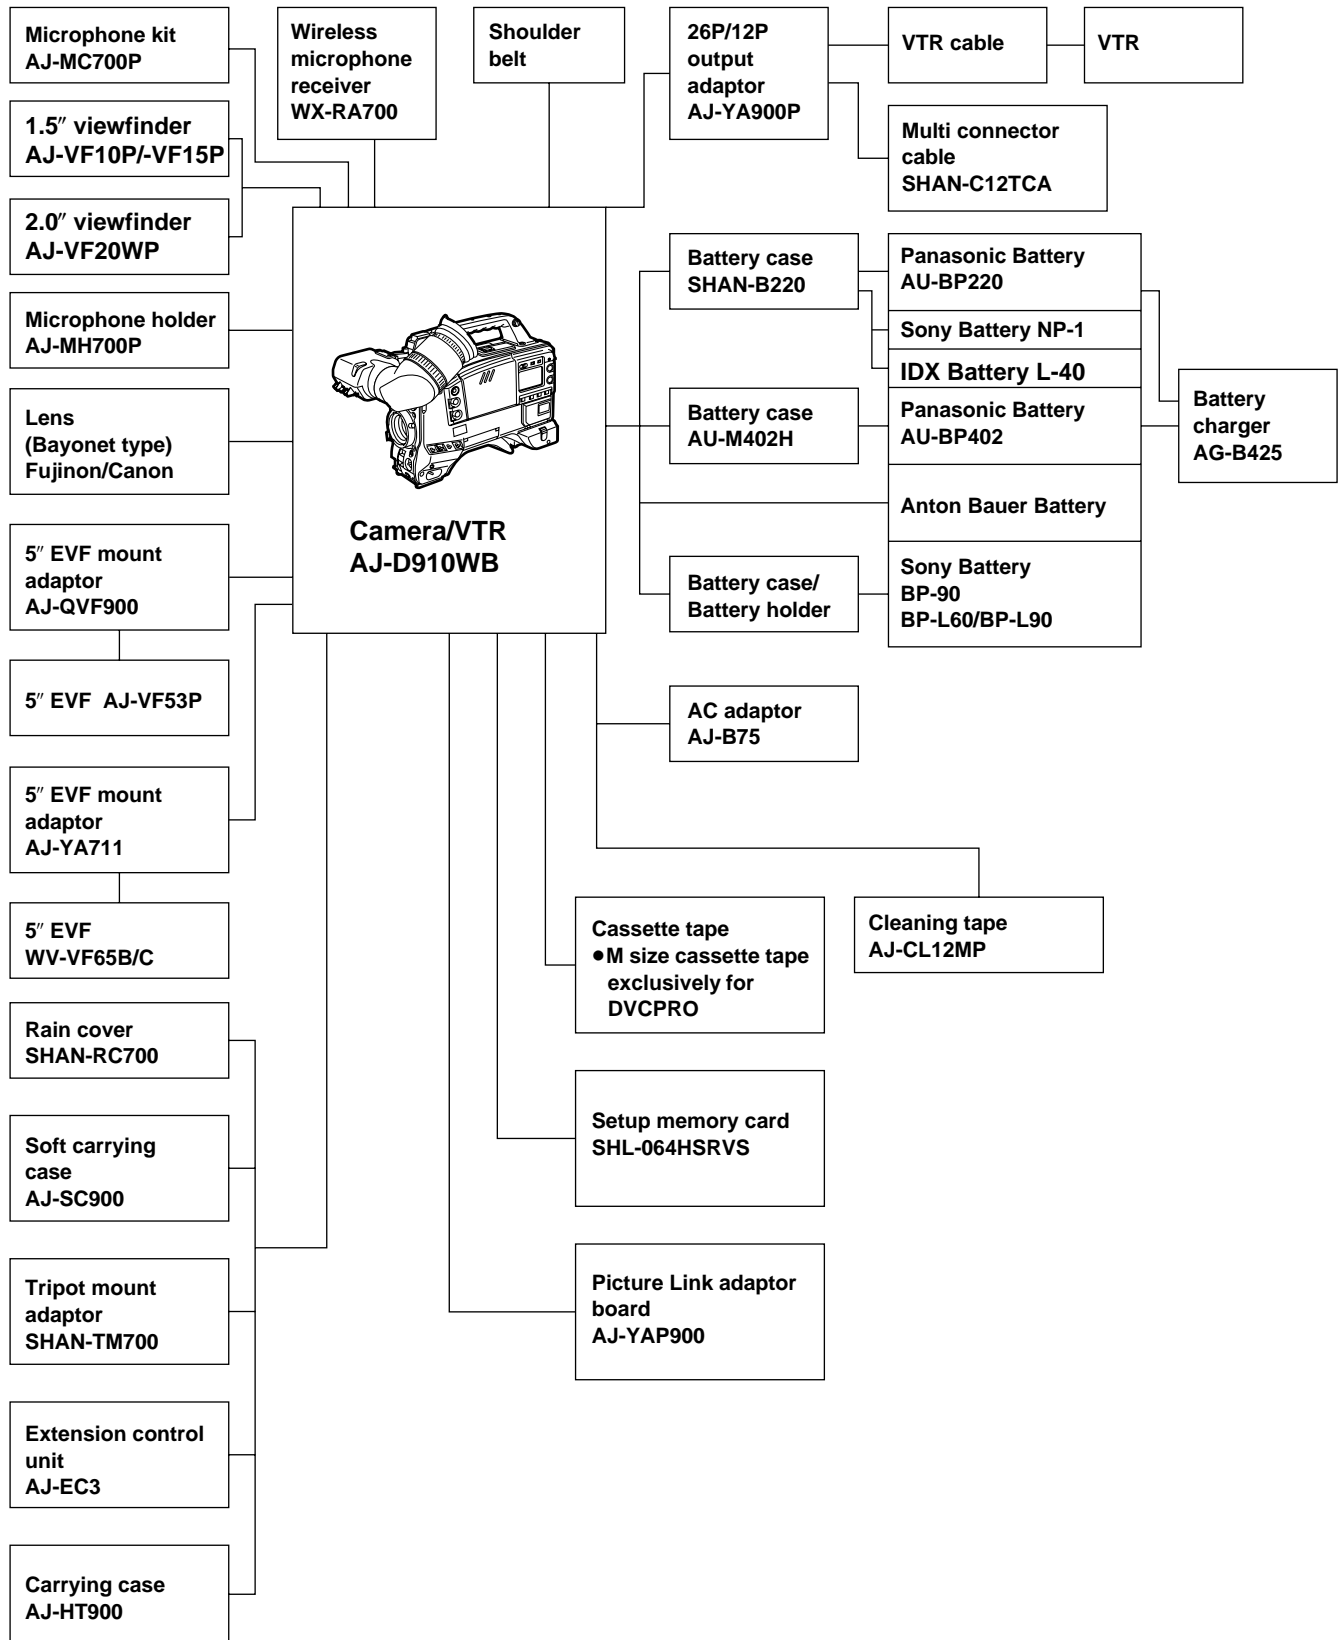 Microphone kit
AJ-MC700P
1.5″ viewfinder
AJ-VF10P/-VF15P
2.0″ viewfinder
AJ-VF20WP
Microphone holder
AJ-MH700P
Lens
(Bayonet type)
Fujinon/Canon
5″ EVF mount
adaptor
AJ-QVF900
5″ EVF  AJ-VF53P
5″ EVF mount
adaptor
AJ-YA711
5″ EVF
WV-VF65B/C
Rain cover
SHAN-RC700
Soft carrying
case
AJ-SC900
Tripot mount
adaptor
SHAN-TM700
Extension control
unit
AJ-EC3
Carrying case
AJ-HT900
Wireless
microphone
receiver
WX-RA700
Shoulder
belt
Camera/VTR
AJ-D910WB
26P/12P
output
adaptor
AJ-YA900P
VTR cable
VTR
Multi connector
cable
SHAN-C12TCA
Battery case
SHAN-B220
Panasonic Battery
AU-BP220
Sony Battery NP-1
IDX Battery L-40
Battery case
AU-M402H
Panasonic Battery
AU-BP402
Anton Bauer Battery
Battery case/
Battery holder
Sony Battery
BP-90
BP-L60/BP-L90
Battery
charger
AG-B425
AC adaptor
AJ-B75
Cleaning tape
AJ-CL12MP
Cassette tape
●M size cassette tape
exclusively for
DVCPRO
Setup memory card
SHL-064HSRVS
Picture Link adaptor
board
AJ-YAP900